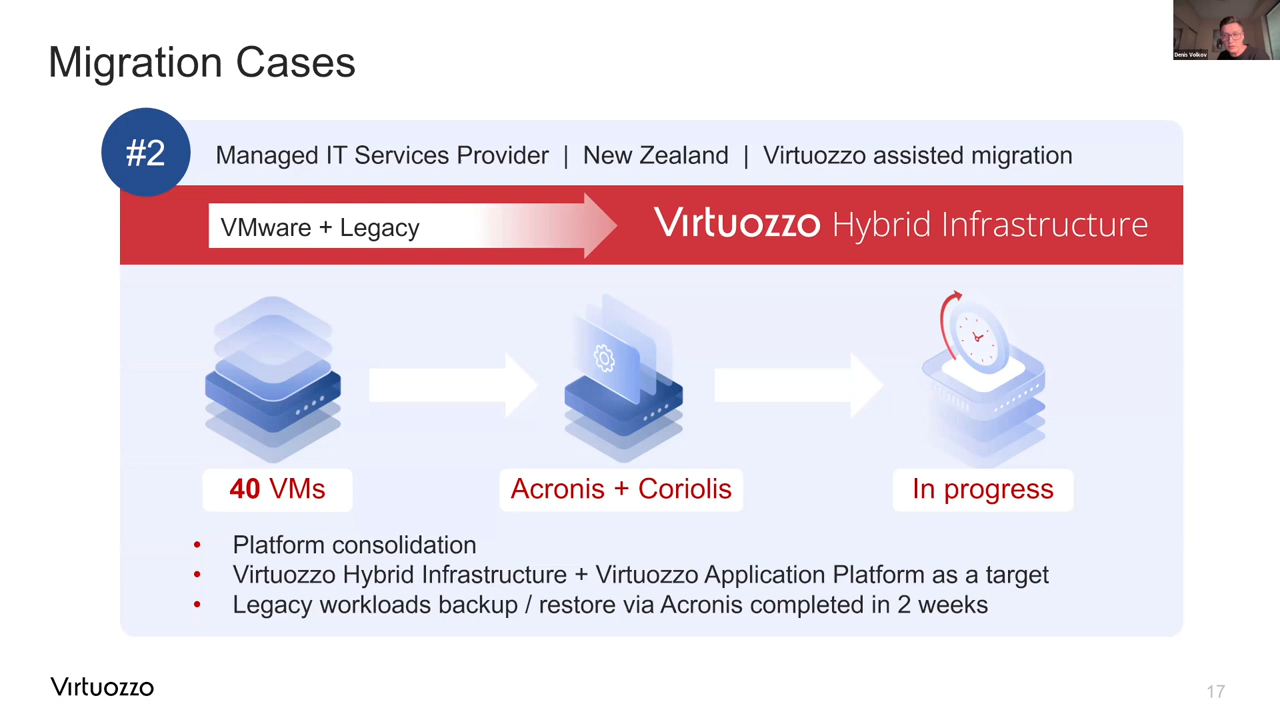 Migration Cases
Denis Volkov
#2
Managed IT Services Provider | New Zealand | Virtuozzo assisted migration
VMware + Legacy
Virtuozzo Hybrid Infrastructure
40 VMs
Acronis + Coriolis
In progress
• Platform consolidation
• Virtuozzo Hybrid Infrastructure + Virtuozzo Application Platform as a target
• Legacy workloads backup / restore via Acronis completed in 2 weeks
Virtuozzo
17